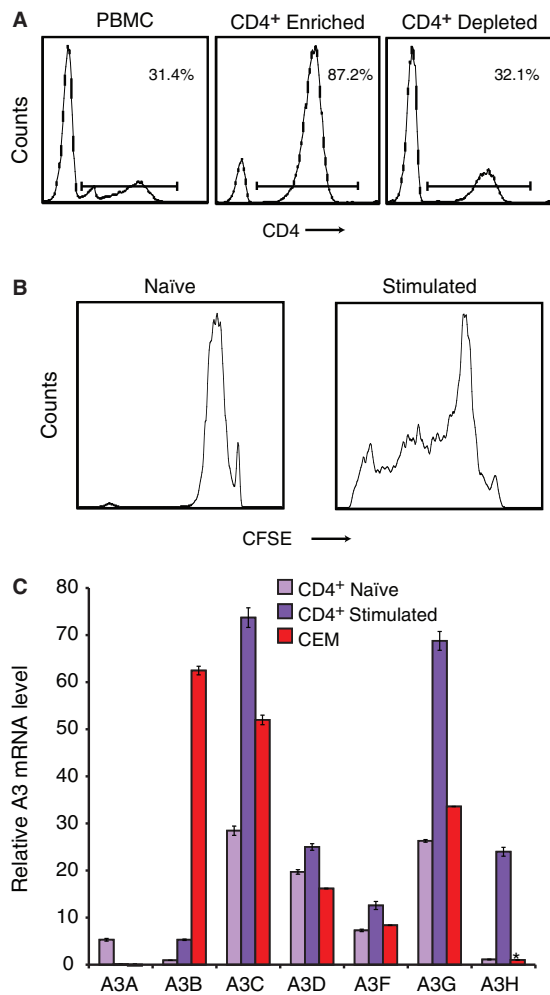 A
PBMC
CD4⁺ Enriched
CD4⁺ Depleted
31.4%
87.2%
32.1%
Counts
CD4
B
Naïve
Stimulated
Counts
CFSE
C
80
70
60
50
40
30
20
10
0
Relative A3 mRNA level
CD4⁺ Naïve
CD4⁺ Stimulated
CEM
*
A3A A3B A3C A3D A3F A3G A3H